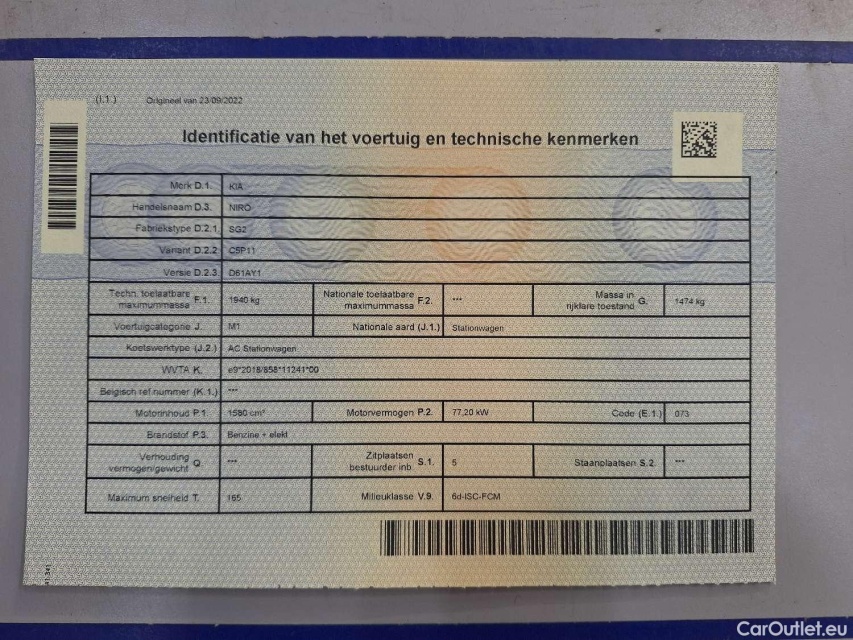 (I.1.) Origineel van 23/09/2022
Identificatie van het voertuig en technische kenmerken
Merk D.1. KIA
Handelsnaam D.3. NIRO
Fabriekstype D.2.1. SG2
Variant D.2.2. C5P11
Versie D.2.3. D61AY1
Techn. toelaatbare maximummassa F.1. 1940 kg Nationale toelaatbare maximummassa F.2. *** Massa in rijklare toestand G. 1474 kg
Voertuigcategorie J. M1 Nationale aard (J.1.) Stationwagen
Koetswerktype (J.2.) AC Stationwagen
WVTA K. e9*2018/858*11241*00
Belgisch ref nummer (K.1.) ***
Motorinhoud P.1. 1580 cm³ Motorvermogen P.2. 77,20 kW Code (E.1.) 073
Brandstof P.3. Benzine + elekt
Verhouding vermogen/gewicht Q *** Zitplaatsen bestuurder inb. S.1. 5 Staanplaatsen S.2. ***
Maximum snelheid T. 165 Milieuklasse V.9. 6d-ISC-FCM
CarOutlet.eu